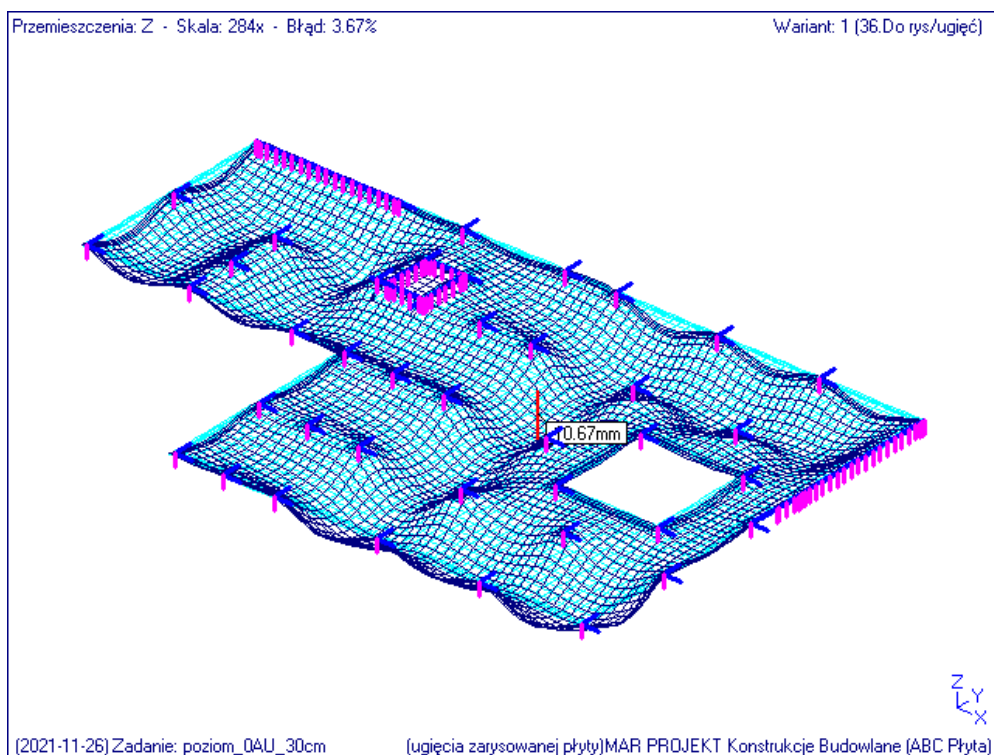 Przemieszczenia: Z - Skala: 284x - Błąd: 3.67%
Wariant: 1 (36.Do rys/ugięć)
0.67mm
Z
Y
X
(2021-11-26) Zadanie: poziom_0AU_30cm
(ugięcia zarysowanej płyty)MAR PROJEKT Konstrukcje Budowlane (ABC Płyta)